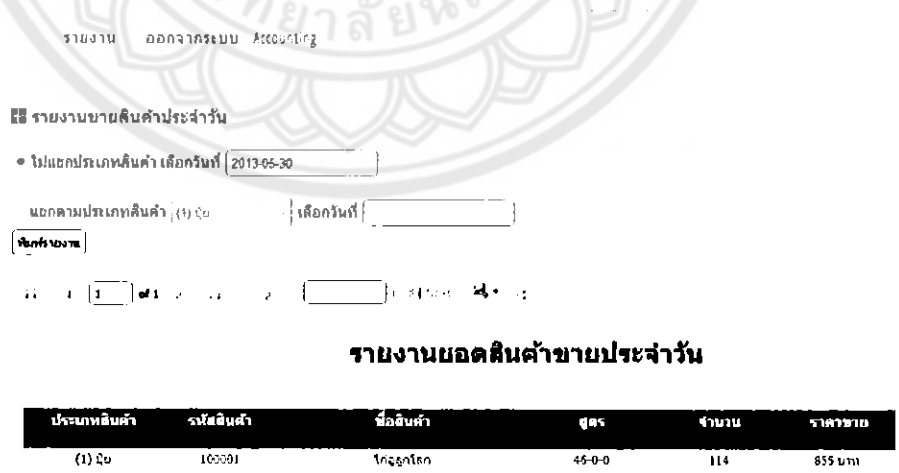 รายงาน ออกจากระบบ Accounting
รายงานขายสินค้าประจำวัน
ไม่แยกประเภทสินค้า เลือกวันที่ 2013-05-30
แยกตามประเภทสินค้า (1) ปุ๋ย เลือกวันที่
พิมพ์รายงาน
1 of 1
รายงานยอดสินค้าขายประจำวัน
ประเภทสินค้า รหัสสินค้า ชื่อสินค้า สูตร จำนวน ราคาขาย
(1) ปุ๋ย 100001 ไก่ลูกโลก 46-0-0 114 855 บาท